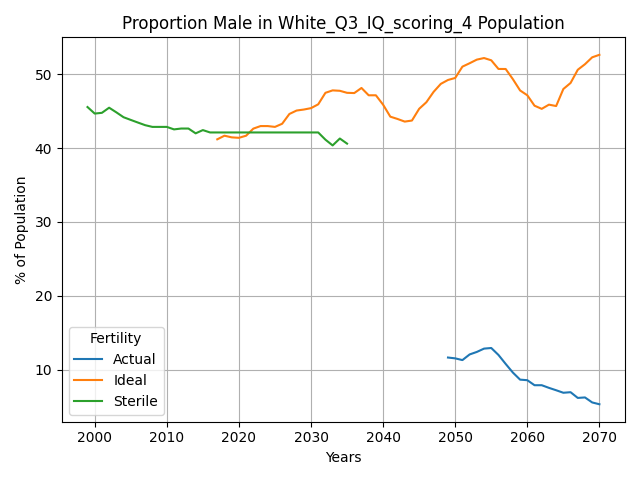 Proportion Male in White_Q3_IQ_scoring_4 Population
% of Population
50
40
30
20
10
Fertility
Actual
Ideal
Sterile
2000 2010 2020 2030 2040 2050 2060 2070
Years